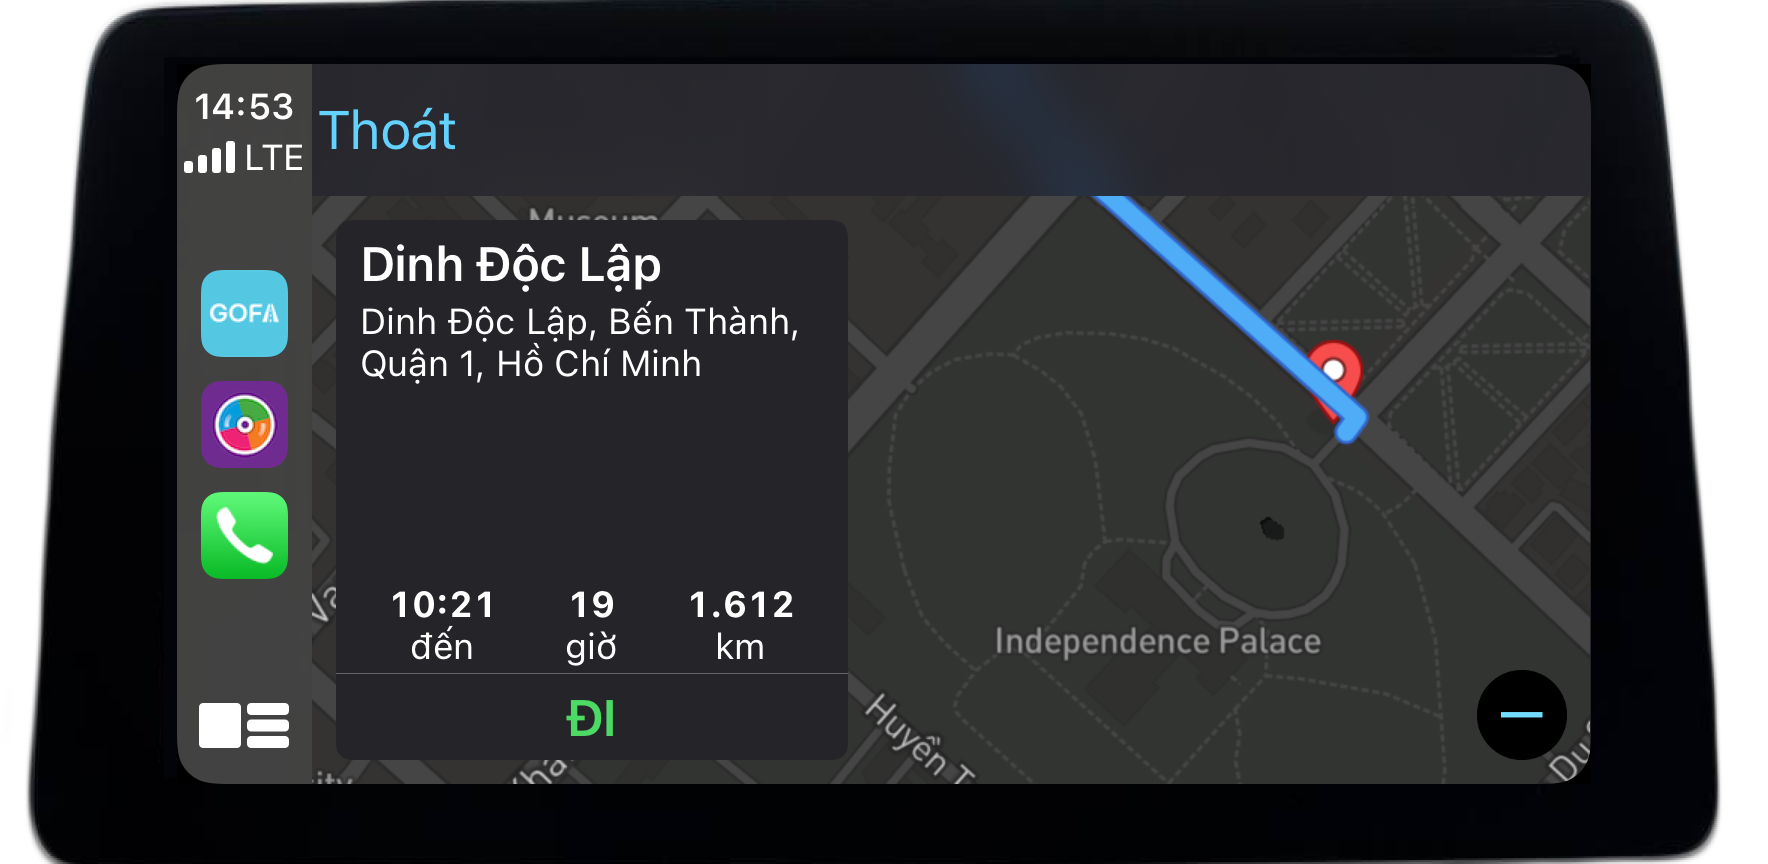 14:53
LTE
Thoát
Museum
Dinh Độc Lập
Dinh Độc Lập, Bến Thành,
Quận 1, Hồ Chí Minh
GOFA
10:21 19 1.612
đến giờ km
ĐI
Independence Palace
Huyền T